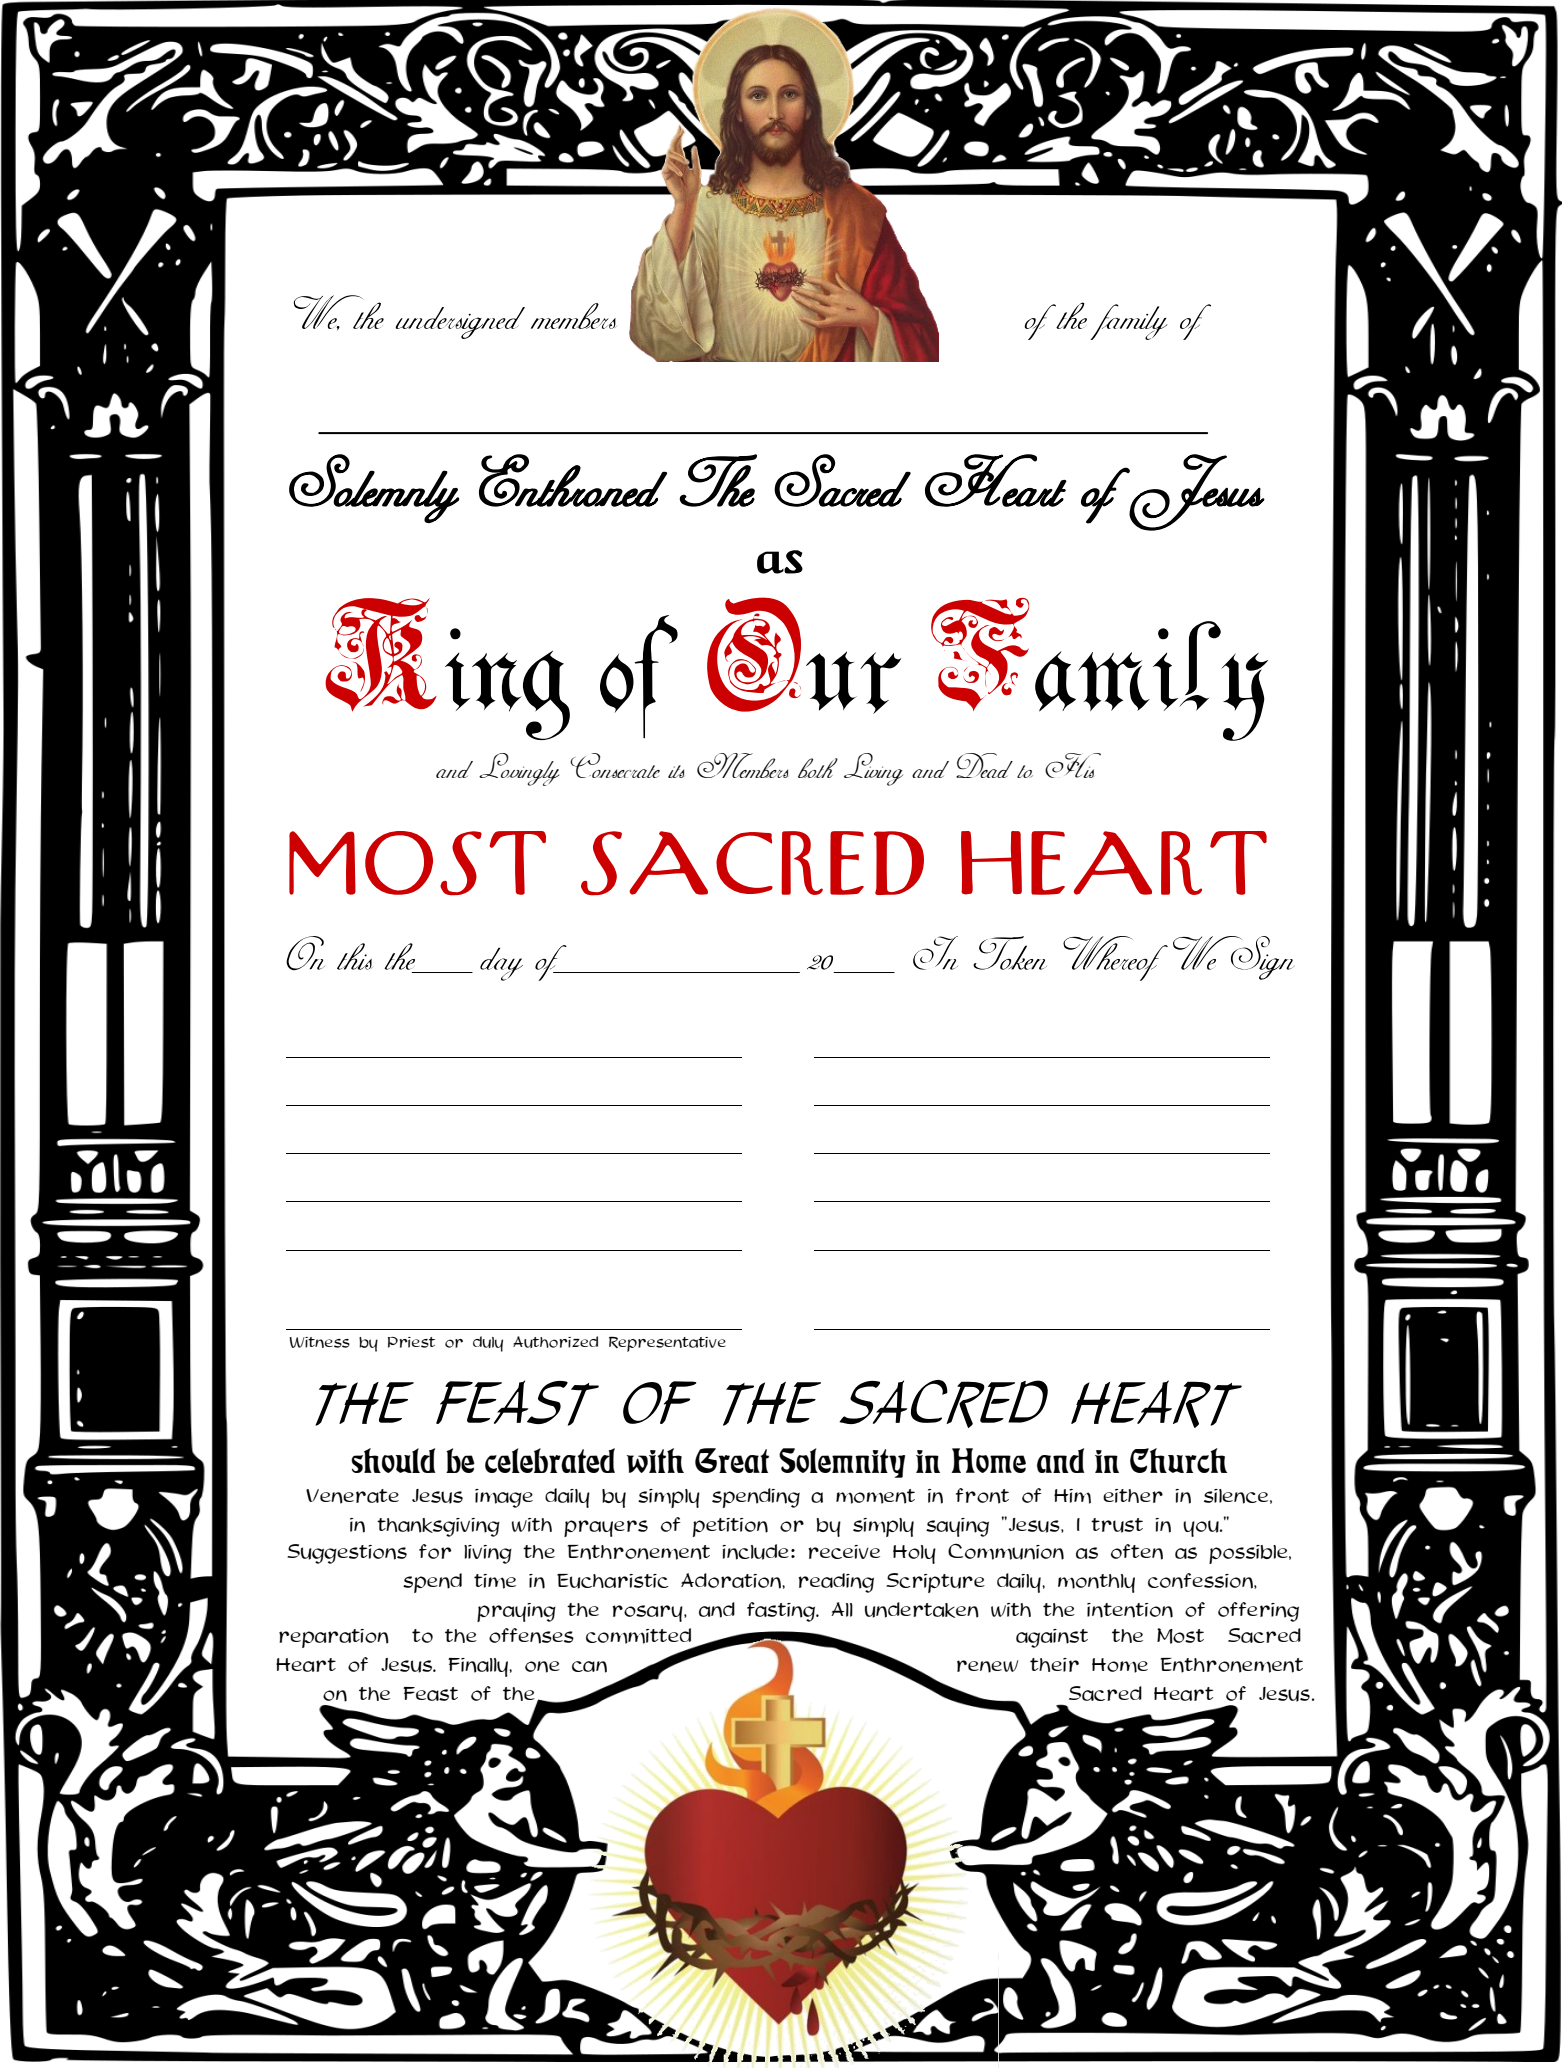 We, the undersigned members of the family of
Solemnly Enthroned The Sacred Heart of Jesus
as
King of Our Family
and Lovingly Consecrate its Members both Living and Dead to His
MOST SACRED HEART
On this the____ day of________________ 20____ In Token Whereof We Sign
Witness by Priest or duly Authorized Representative
THE FEAST OF THE SACRED HEART
should be celebrated with Great Solemnity in Home and in Church
Venerate Jesus image daily by simply spending a moment in front of Him either in silence,
in thanksgiving with prayers of petition or by simply saying "Jesus, I trust in you."
Suggestions for living the Enthronement include: receive Holy Communion as often as possible,
spend time in Eucharistic Adoration, reading Scripture daily, monthly confession,
praying the rosary, and fasting. All undertaken with the intention of offering
reparation to the offenses committed against the Most Sacred
Heart of Jesus. Finally, one can renew their Home Enthronement
on the Feast of the Sacred Heart of Jesus.